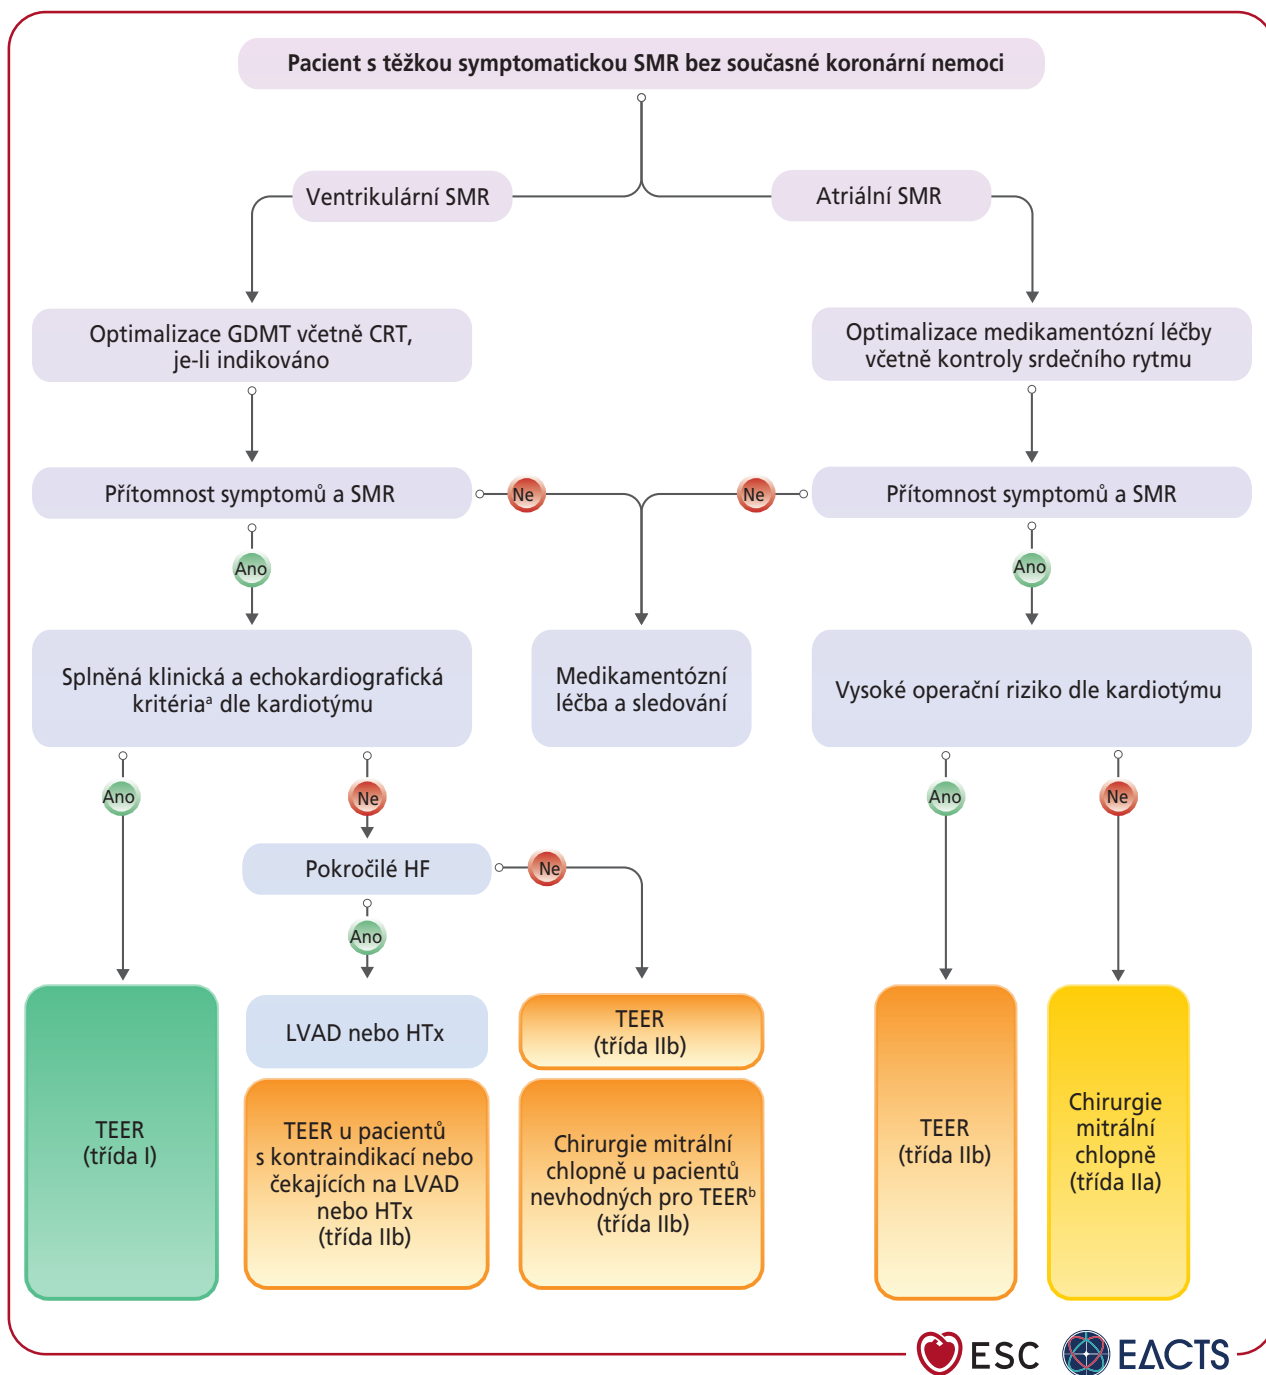 Pacient s těžkou symptomatickou SMR bez současné koronární nemoci
Ventrikulární SMR
Atriální SMR
Optimalizace GDMT včetně CRT,
je-li indikováno
Optimalizace medikamentózní léčby
včetně kontroly srdečního rytmu
Přítomnost symptomů a SMR
Ne
Ne
Přítomnost symptomů a SMR
Ano
Ano
Splněná klinická a echokardiografická
kritériaᵃ dle kardiotýmu
Medikamentózní
léčba a sledování
Vysoké operační riziko dle kardiotýmu
Ano
Ne
Ano
Ne
Pokročilé HF
Ne
Ano
TEER
(třída I)
LVAD nebo HTx
TEER u pacientů
s kontraindikací nebo
čekajících na LVAD
nebo HTx
(třída IIb)
TEER
(třída IIb)
Chirurgie mitrální
chlopně u pacientů
nevhodných pro TEERᵇ
(třída IIb)
TEER
(třída IIb)
Chirurgie
mitrální
chlopně
(třída IIa)
ESC
EACTS